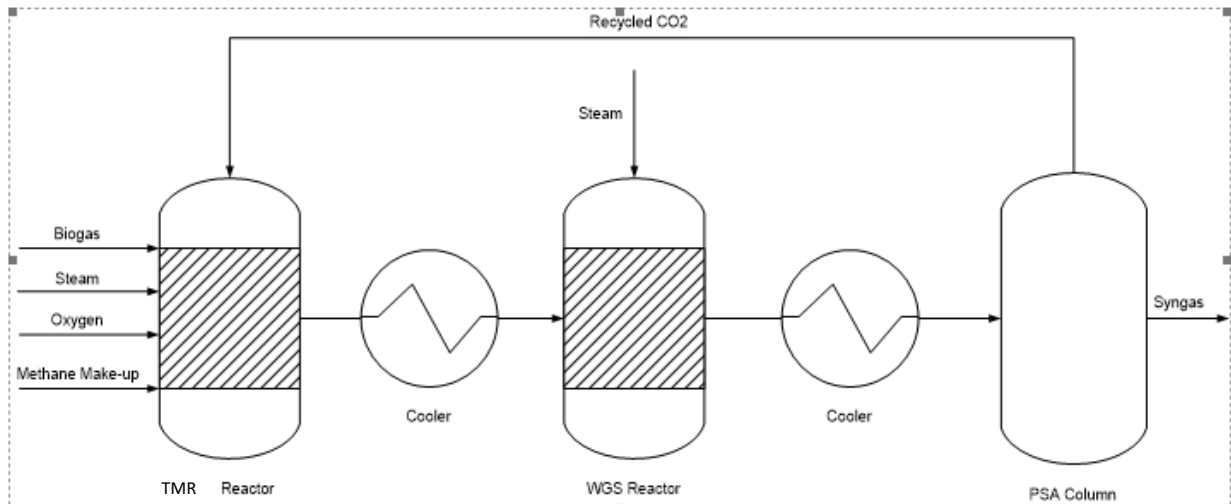 Recycled CO2
Steam
Biogas
Steam
Oxygen
Methane Make-up
Syngas
Cooler
Cooler
TMR Reactor
WGS Reactor
PSA Column